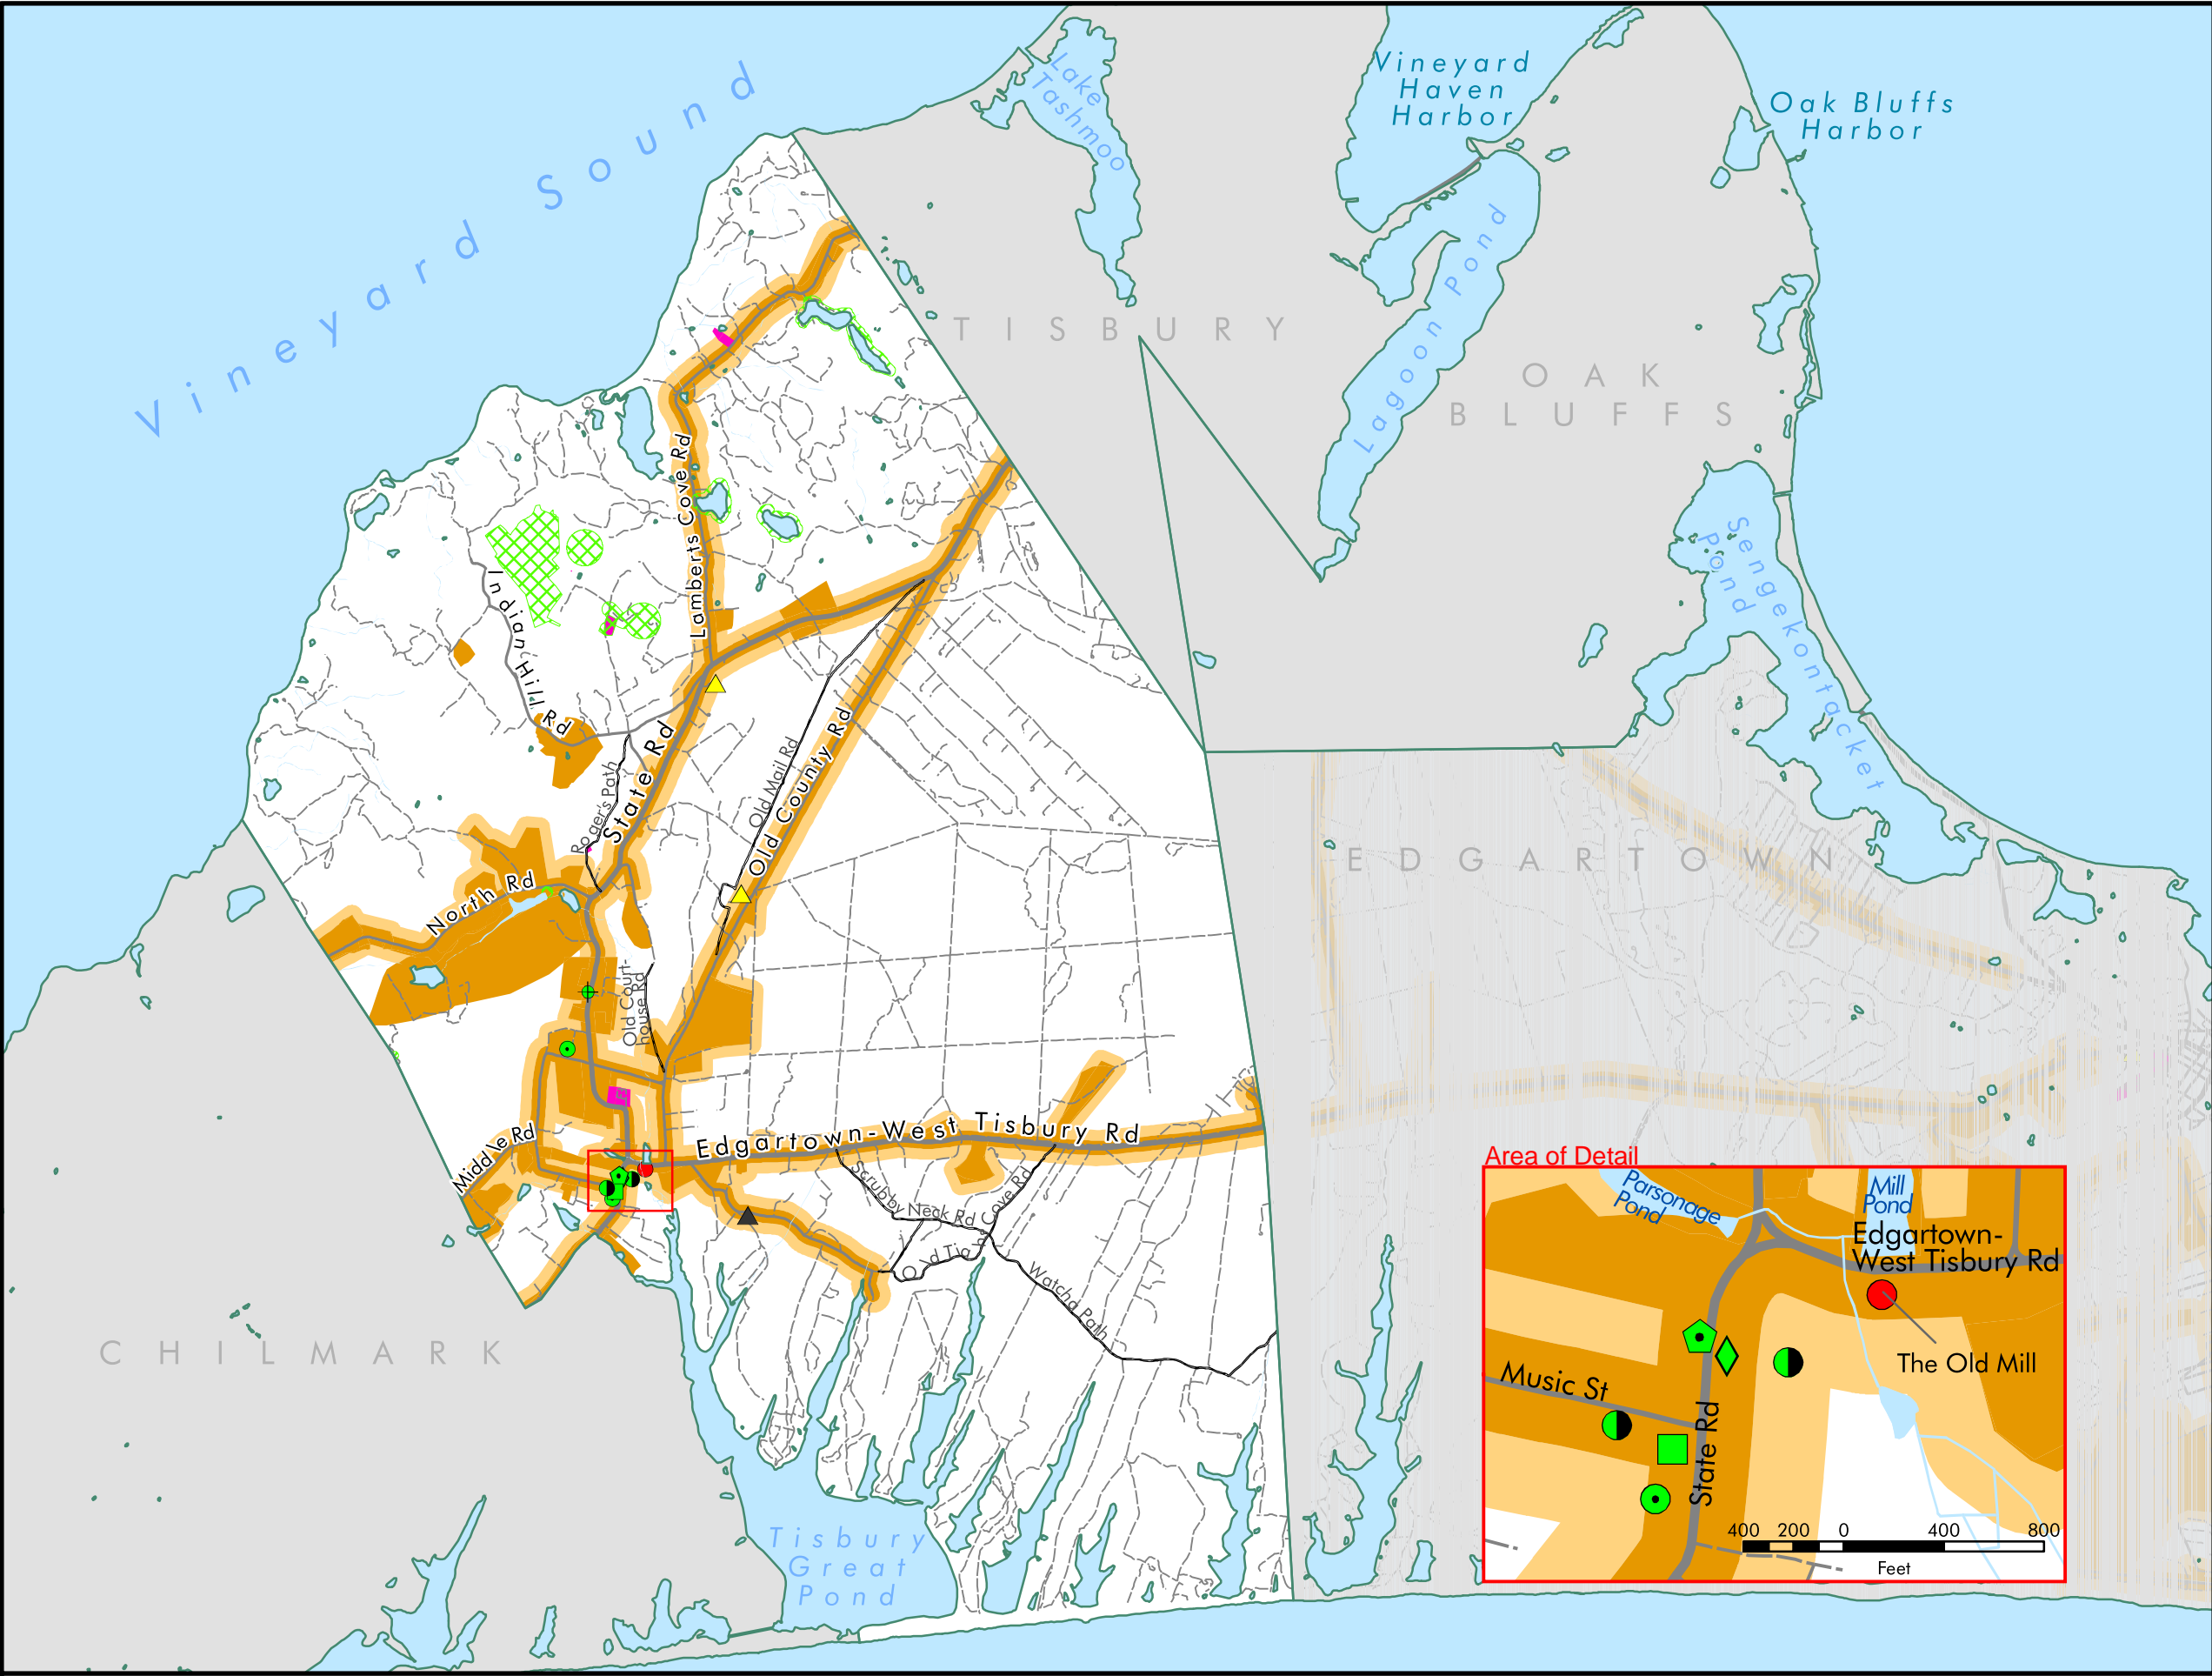 Vineyard Sound
Lake
Tashmoo
Vineyard
Haven
Harbor
Oak Bluffs
Harbor
Lagoon Pond
TISBURY
OAK
BLUFFS
Sengekontacket
Pond
Lamberts Cove Rd
Indian Hill Rd
State Rd
Roger's Path
Old Mail Rd
Old County Rd
North Rd
EDGARTOWN
Old Court-
house Rd
Middle Rd
Edgartown-West Tisbury Rd
Scrubby Neck Rd
Cove Rd
Watcha Path
CHILMARK
Tisbury
Great
Pond
Area of Detail
Parsonage
Pond
Mill
Pond
Edgartown-
West Tisbury Rd
The Old Mill
Music St
State Rd
400 200 0 400 800
Feet